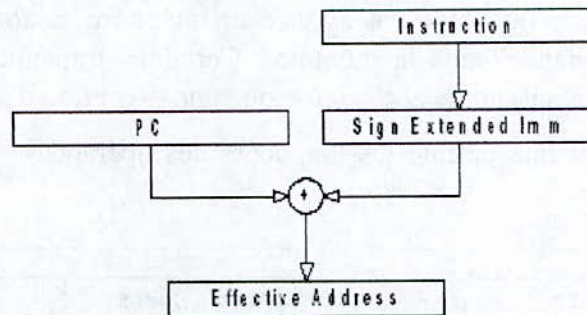 Instruction
PC
Sign Extended Imm
+
Effective Address